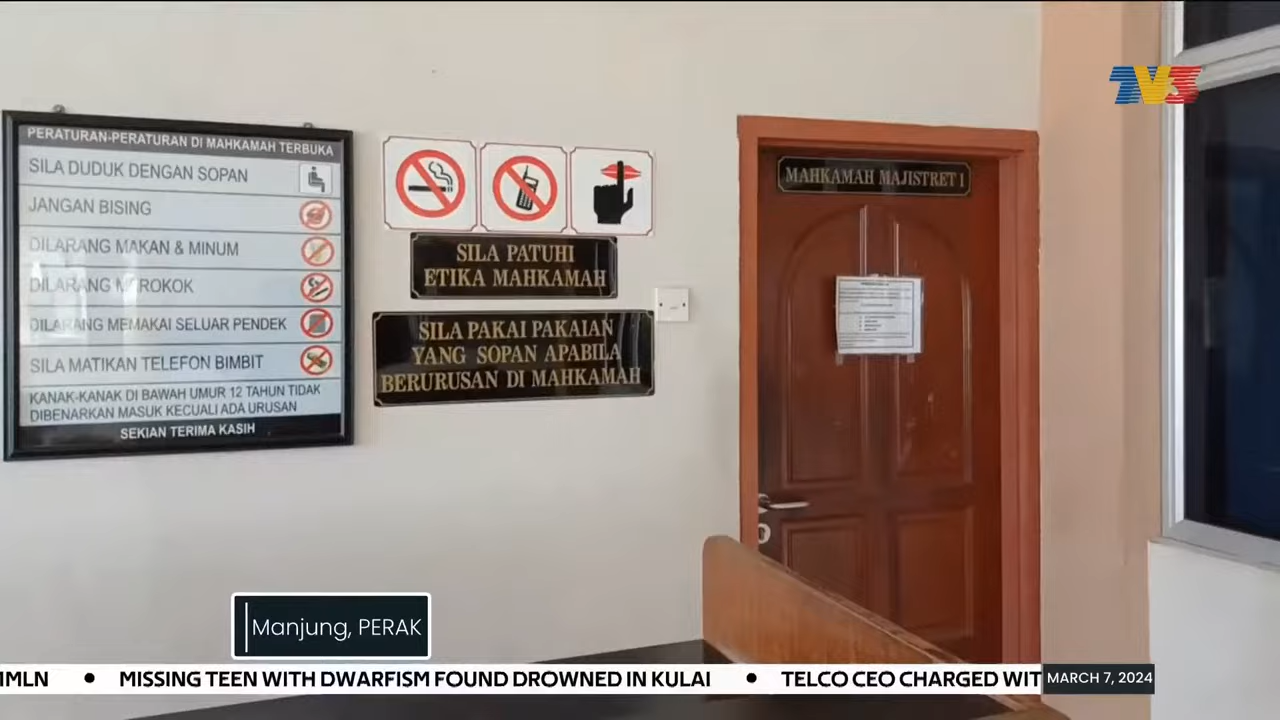 TV3
PERATURAN-PERATURAN DI MAHKAMAH TERBUKA
SILA DUDUK DENGAN SOPAN
JANGAN BISING
DILARANG MAKAN & MINUM
DILARANG MEROKOK
DILARANG MEMAKAI SELUAR PENDEK
SILA MATIKAN TELEFON BIMBIT
KANAK-KANAK DI BAWAH UMUR 12 TAHUN TIDAK
DIBENARKAN MASUK KECUALI ADA URUSAN
SEKIAN TERIMA KASIH
SILA PATUHI
ETIKA MAHKAMAH
SILA PAKAI PAKAIAN
YANG SOPAN APABILA
BERURUSAN DI MAHKAMAH
MAHKAMAH MAJISTRET 1
Manjung, PERAK
MLN • MISSING TEEN WITH DWARFISM FOUND DROWNED IN KULAI • TELCO CEO CHARGED WIT
MARCH 7, 2024